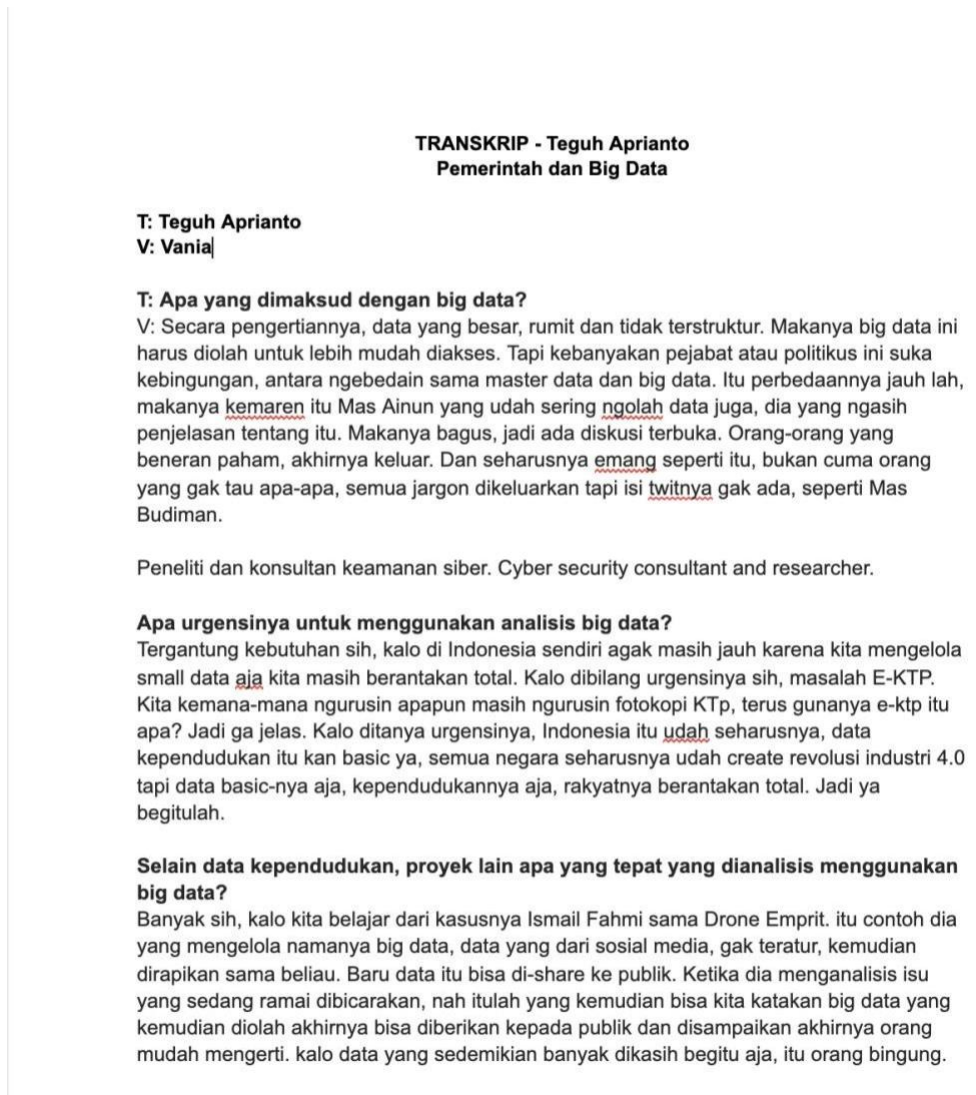 TRANSKRIP - Teguh Aprianto
Pemerintah dan Big Data
T: Teguh Aprianto
V: Vania
T: Apa yang dimaksud dengan big data?
V: Secara pengertiannya, data yang besar, rumit dan tidak terstruktur. Makanya big data ini
harus diolah untuk lebih mudah diakses. Tapi kebanyakan pejabat atau politikus ini suka
kebingungan, antara ngebedain sama master data dan big data. Itu perbedaannya jauh lah,
makanya kemaren itu Mas Ainun yang udah sering ngolah data juga, dia yang ngasih
penjelasan tentang itu. Makanya bagus, jadi ada diskusi terbuka. Orang-orang yang
beneran paham, akhirnya keluar. Dan seharusnya emang seperti itu, bukan cuma orang
yang gak tau apa-apa, semua jargon dikeluarkan tapi isi twitnya gak ada, seperti Mas
Budiman.
Peneliti dan konsultan keamanan siber. Cyber security consultant and researcher.
Apa urgensinya untuk menggunakan analisis big data?
Tergantung kebutuhan sih, kalo di Indonesia sendiri agak masih jauh karena kita mengelola
small data aja kita masih berantakan total. Kalo dibilang urgensinya sih, masalah E-KTP.
Kita kemana-mana ngurusin apapun masih ngurusin fotokopi KTp, terus gunanya e-ktp itu
apa? Jadi ga jelas. Kalo ditanya urgensinya, Indonesia itu udah seharusnya, data
kependudukan itu kan basic ya, semua negara seharusnya udah create revolusi industri 4.0
tapi data basic-nya aja, kependudukannya aja, rakyatnya berantakan total. Jadi ya
begitulah.
Selain data kependudukan, proyek lain apa yang tepat yang dianalisis menggunakan
big data?
Banyak sih, kalo kita belajar dari kasusnya Ismail Fahmi sama Drone Emprit. itu contoh dia
yang mengelola namanya big data, data yang dari sosial media, gak teratur, kemudian
dirapikan sama beliau. Baru data itu bisa di-share ke publik. Ketika dia menganalisis isu
yang sedang ramai dibicarakan, nah itulah yang kemudian bisa kita katakan big data yang
kemudian diolah akhirnya bisa diberikan kepada publik dan disampaikan akhirnya orang
mudah mengerti. kalo data yang sedemikian banyak dikasih begitu aja, itu orang bingung.